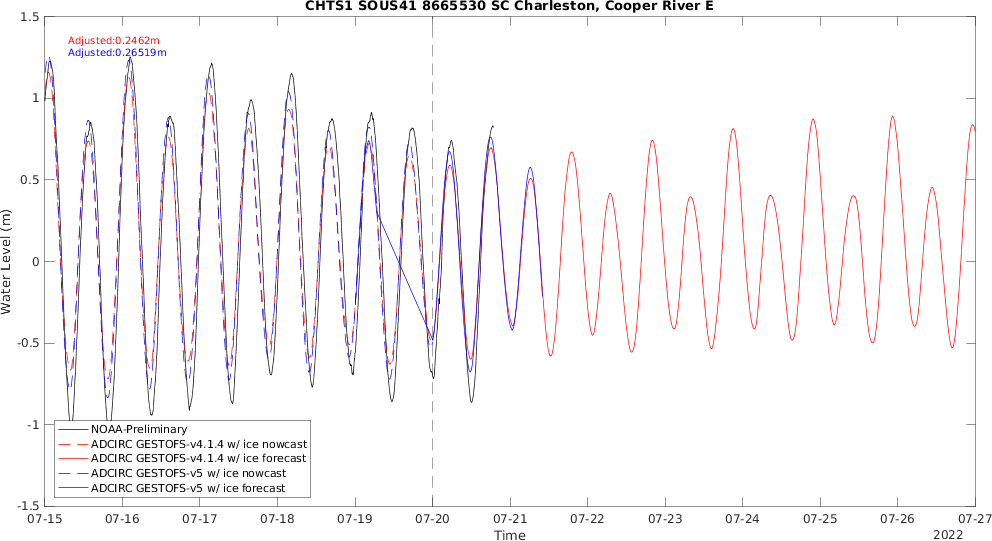 CHTS1 SOUS41 8665530 SC Charleston, Cooper River E
Adjusted:0.2462m
Adjusted:0.26519m
1.5
1
0.5
0
-0.5
-1
-1.5
Water Level (m)
NOAA-Preliminary
ADCIRC GESTOFS-v4.1.4 w/ ice nowcast
ADCIRC GESTOFS-v4.1.4 w/ ice forecast
ADCIRC GESTOFS-v5 w/ ice nowcast
ADCIRC GESTOFS-v5 w/ ice forecast
07-15 07-16 07-17 07-18 07-19 07-20 07-21 07-22 07-23 07-24 07-25 07-26 07-27
Time
2022